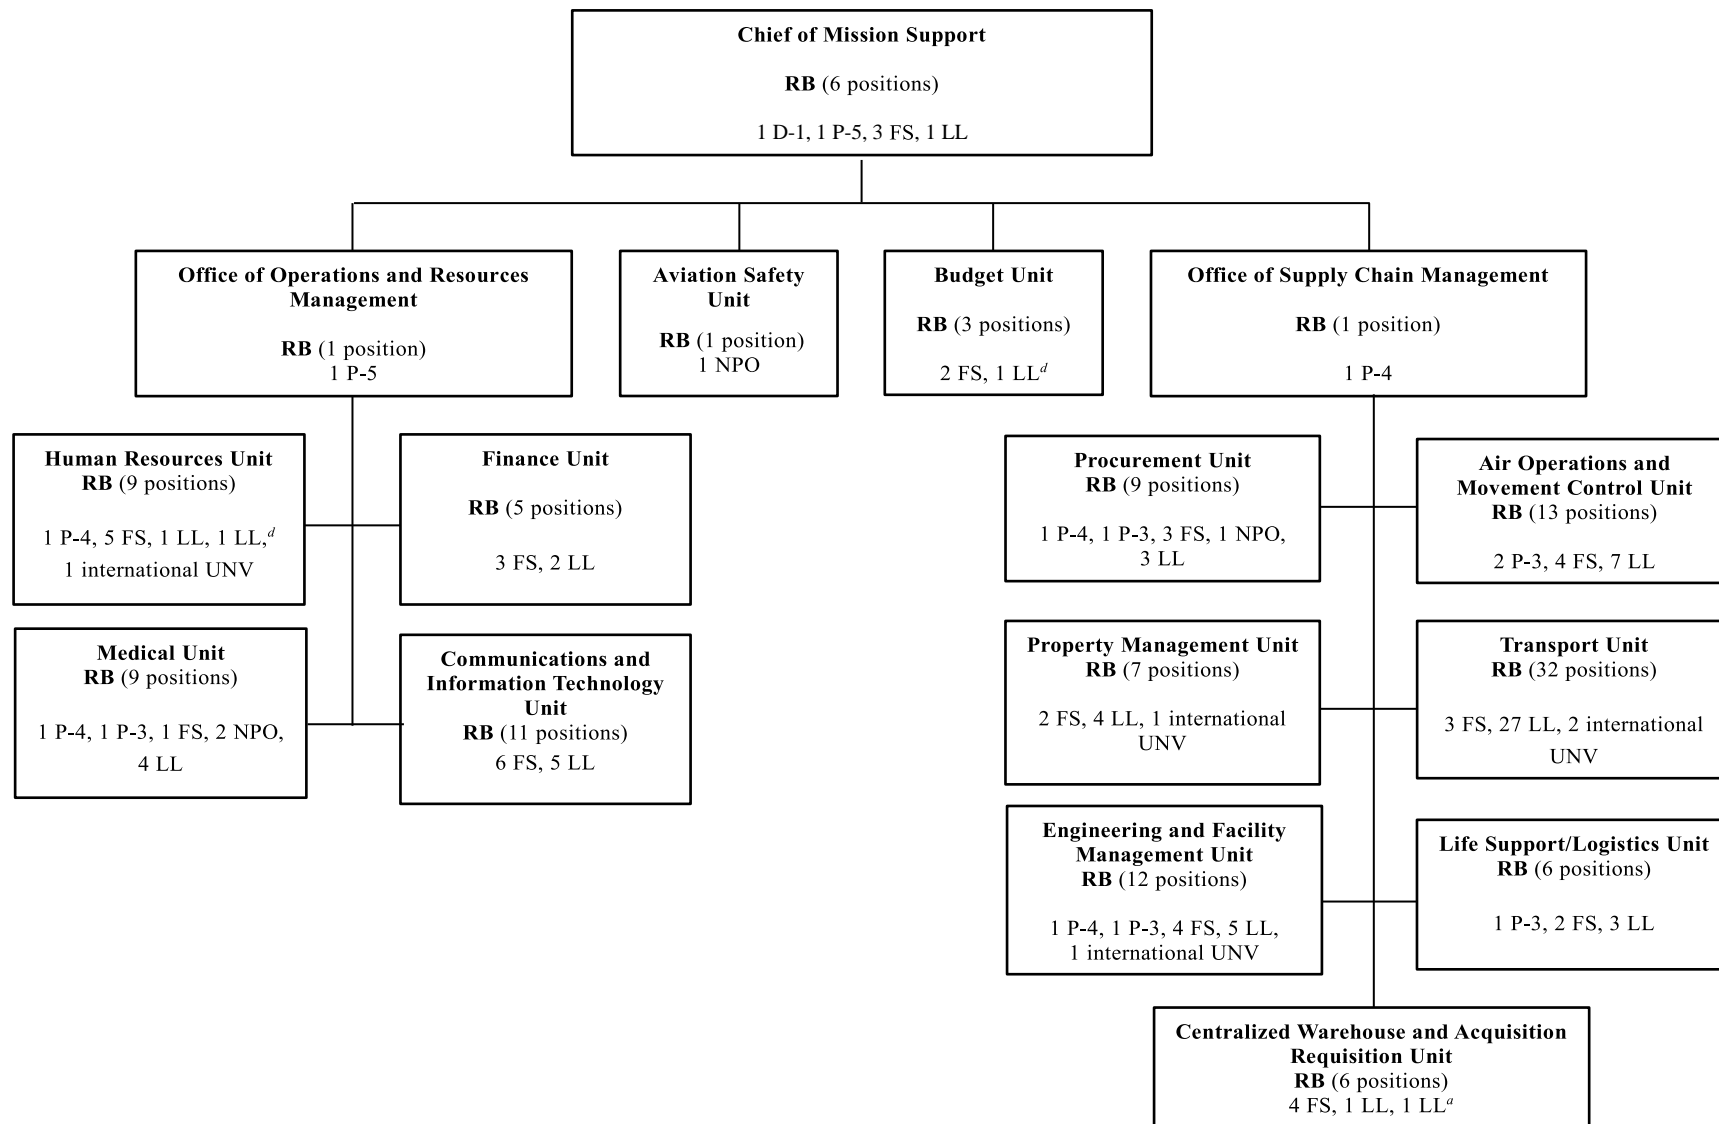 Chief of Mission Support
RB (6 positions)
1 D-1, 1 P-5, 3 FS, 1 LL
Office of Operations and Resources
Management
RB (1 position)
1 P-5
Aviation Safety
Unit
RB (1 position)
1 NPO
Budget Unit
RB (3 positions)
2 FS, 1 LLd
Office of Supply Chain Management
RB (1 position)
1 P-4
Human Resources Unit
RB (9 positions)
1 P-4, 5 FS, 1 LL, 1 LL,d
1 international UNV
Finance Unit
RB (5 positions)
3 FS, 2 LL
Medical Unit
RB (9 positions)
1 P-4, 1 P-3, 1 FS, 2 NPO,
4 LL
Communications and
Information Technology
Unit
RB (11 positions)
6 FS, 5 LL
Procurement Unit
RB (9 positions)
1 P-4, 1 P-3, 3 FS, 1 NPO,
3 LL
Air Operations and
Movement Control Unit
RB (13 positions)
2 P-3, 4 FS, 7 LL
Property Management Unit
RB (7 positions)
2 FS, 4 LL, 1 international
UNV
Transport Unit
RB (32 positions)
3 FS, 27 LL, 2 international
UNV
Engineering and Facility
Management Unit
RB (12 positions)
1 P-4, 1 P-3, 4 FS, 5 LL,
1 international UNV
Life Support/Logistics Unit
RB (6 positions)
1 P-3, 2 FS, 3 LL
Centralized Warehouse and Acquisition
Requisition Unit
RB (6 positions)
4 FS, 1 LL, 1 LLa